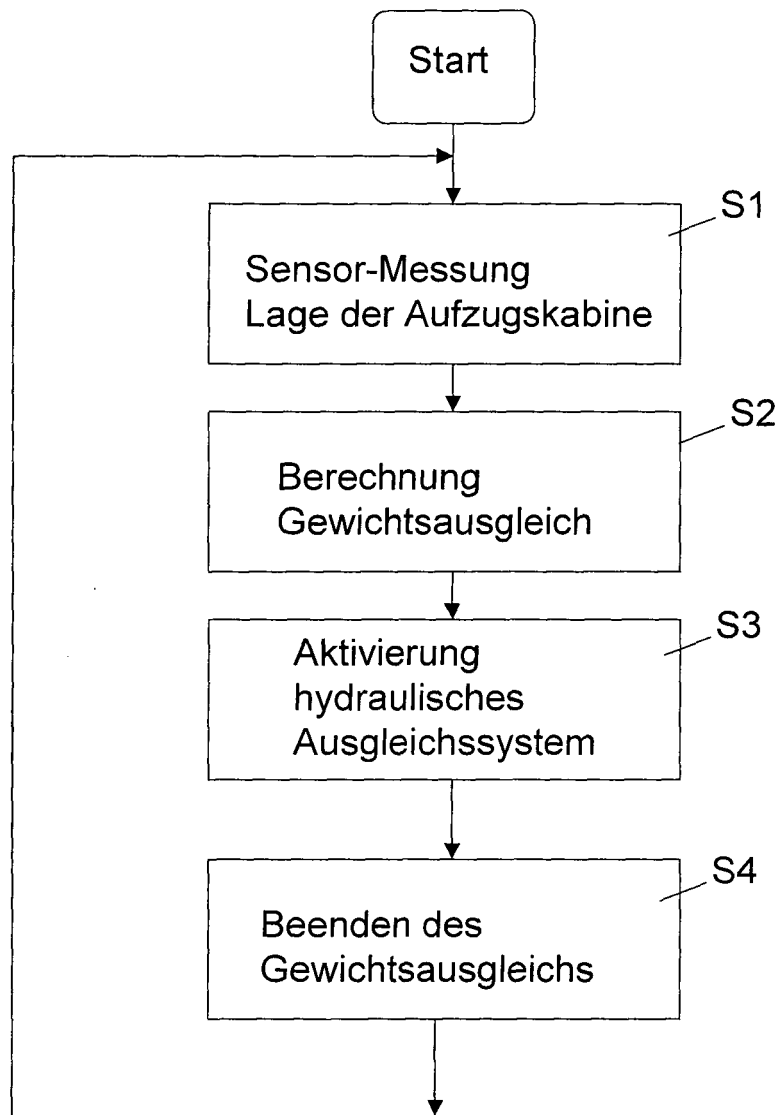 Start
S1
Sensor-Messung
Lage der Aufzugskabine
S2
Berechnung
Gewichtsausgleich
S3
Aktivierung
hydraulisches
Ausgleichssystem
S4
Beenden des
Gewichtsausgleichs